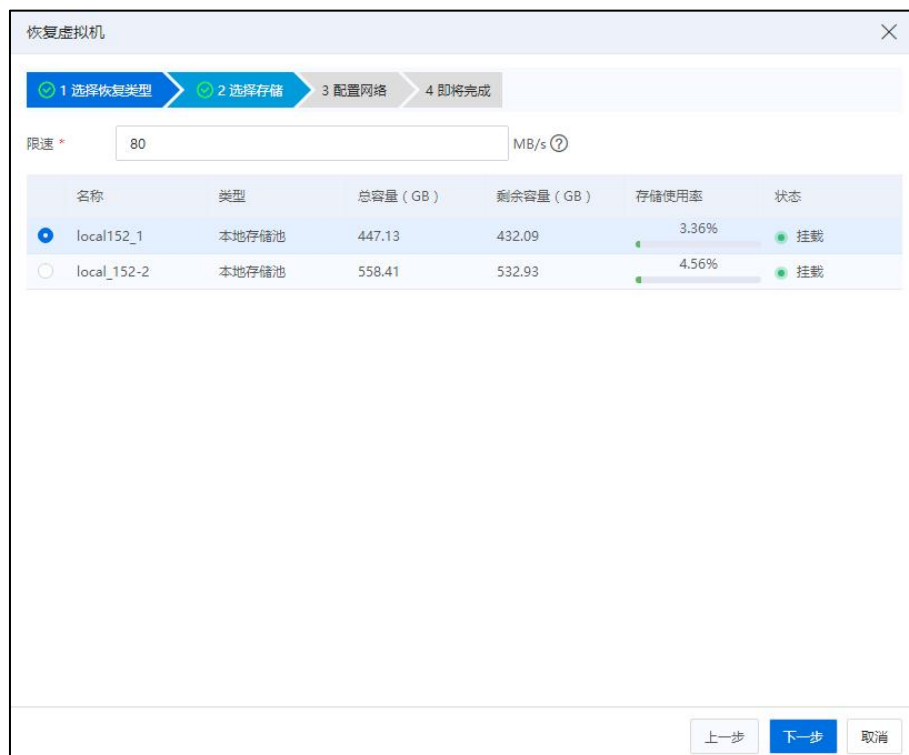 恢复虚拟机
1 选择恢复类型 2 选择存储 3 配置网络 4 即将完成
限速 * 80 MB/s ?
名称 类型 总容量（GB） 剩余容量（GB） 存储使用率 状态
local152_1 本地存储池 447.13 432.09 3.36% 挂载
local_152-2 本地存储池 558.41 532.93 4.56% 挂载
上一步 下一步 取消